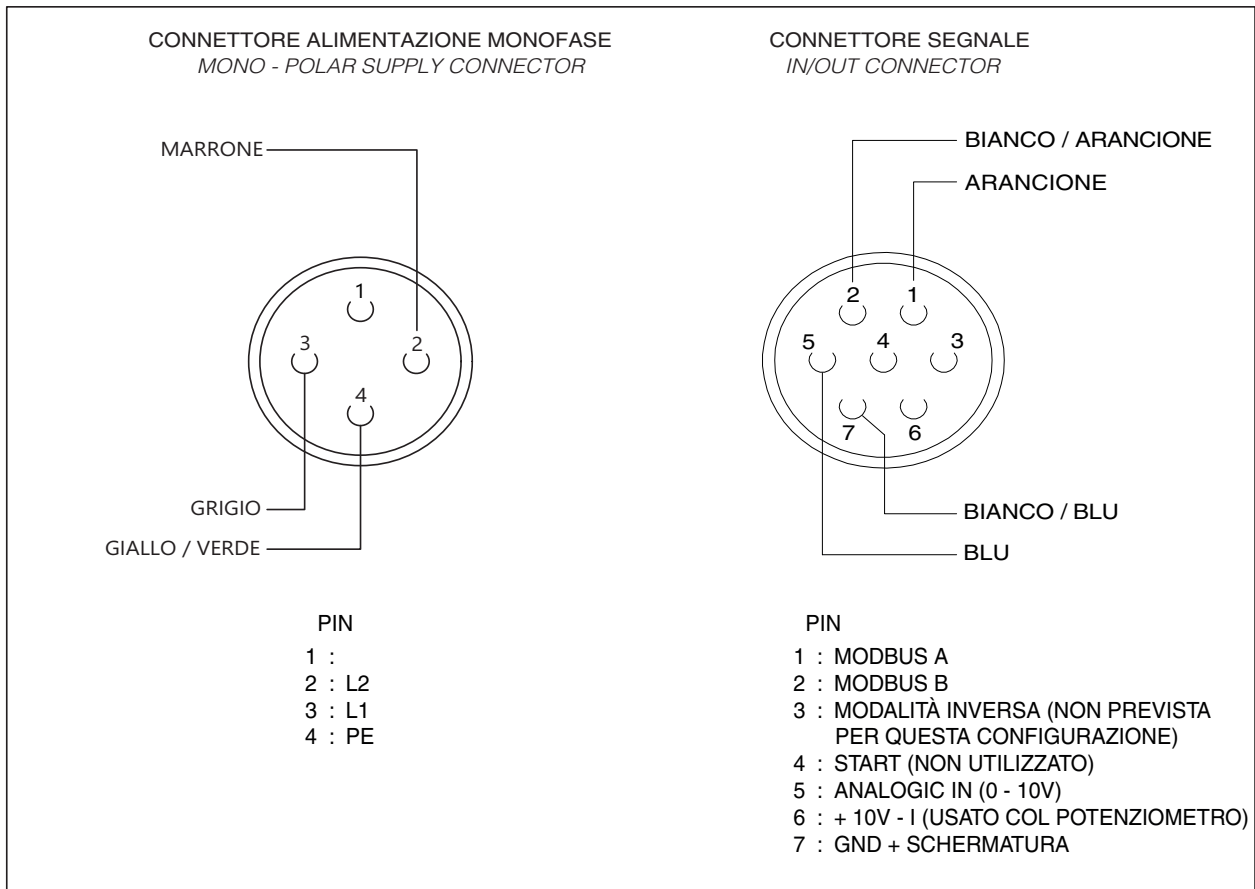 CONNETTORE ALIMENTAZIONE MONOFASE
MONO - POLAR SUPPLY CONNECTOR
MARRONE
1
3
2
4
GRIGIO
GIALLO / VERDE
PIN
1 :
2 : L2
3 : L1
4 : PE
CONNETTORE SEGNALE
IN/OUT CONNECTOR
BIANCO / ARANCIONE
ARANCIONE
2
1
5
4
3
7
6
BIANCO / BLU
BLU
PIN
1 : MODBUS A
2 : MODBUS B
3 : MODALITÀ INVERSA (NON PREVISTA
PER QUESTA CONFIGURAZIONE)
4 : START (NON UTILIZZATO)
5 : ANALOGIC IN (0 - 10V)
6 : + 10V - I (USATO COL POTENZIOMETRO)
7 : GND + SCHERMATURA